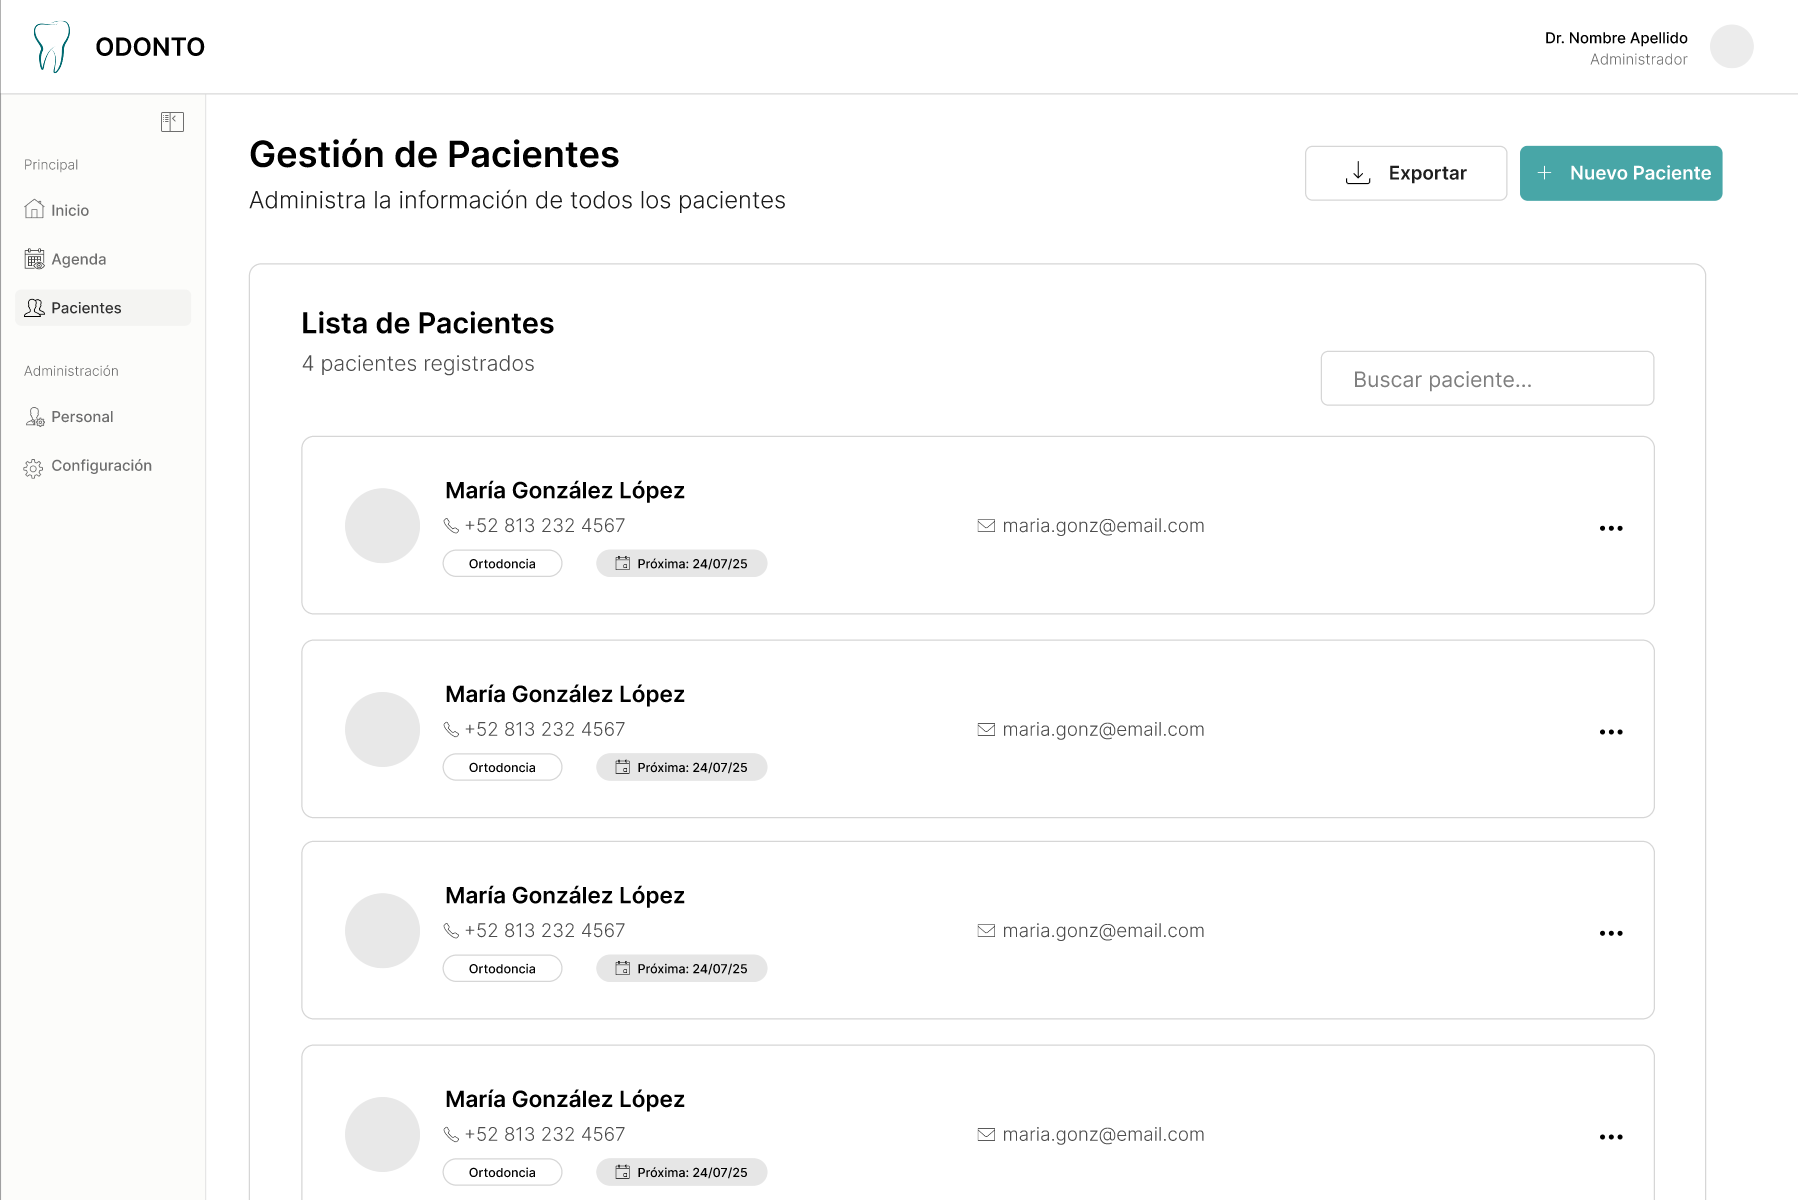 ODONTO
Dr. Nombre Apellido
Administrador
Principal
Inicio
Agenda
Pacientes
Administración
Personal
Configuración
Gestión de Pacientes
Administra la información de todos los pacientes
Exportar
+ Nuevo Paciente
Lista de Pacientes
4 pacientes registrados
Buscar paciente...
María González López
+52 813 232 4567
maria.gonz@email.com
Ortodoncia
Próxima: 24/07/25
María González López
+52 813 232 4567
maria.gonz@email.com
Ortodoncia
Próxima: 24/07/25
María González López
+52 813 232 4567
maria.gonz@email.com
Ortodoncia
Próxima: 24/07/25
María González López
+52 813 232 4567
maria.gonz@email.com
Ortodoncia
Próxima: 24/07/25